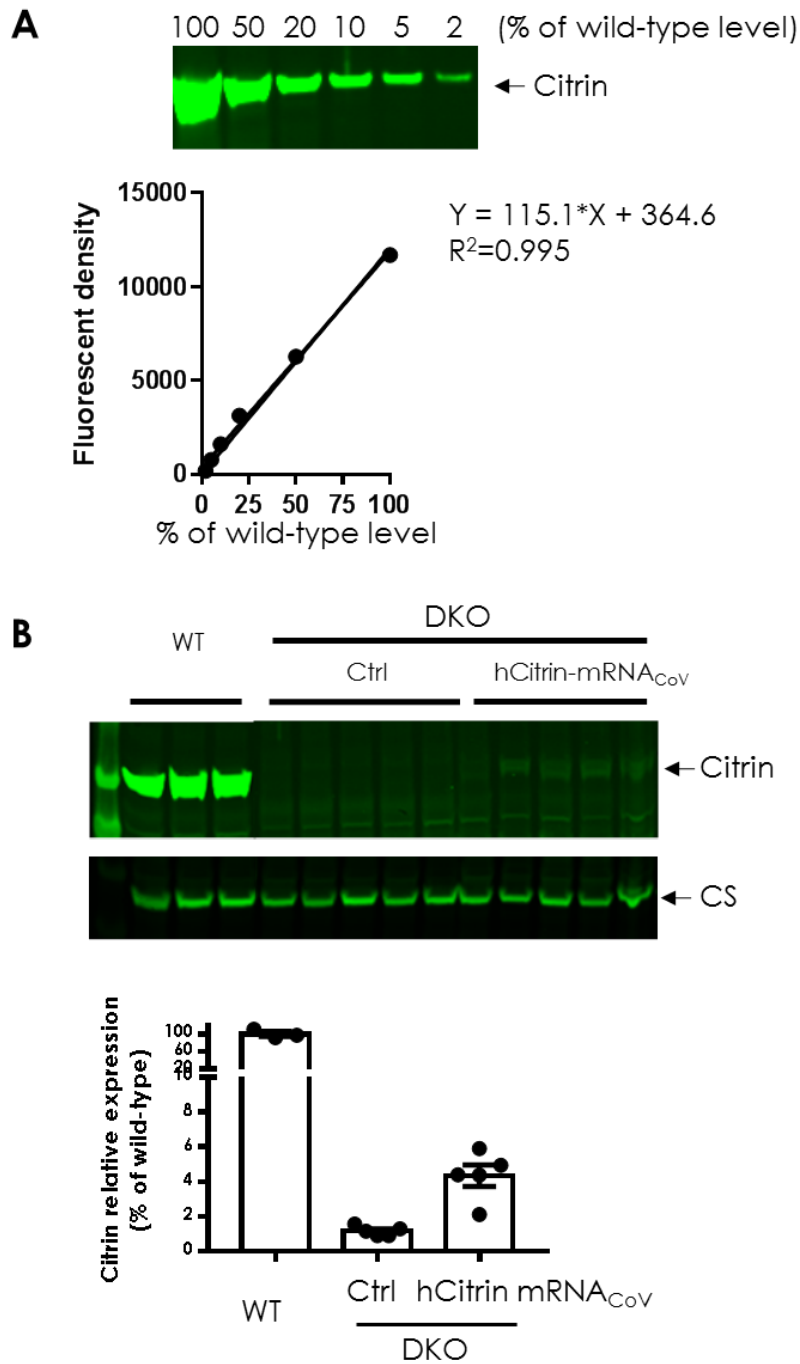 A
100 50 20 10 5 2 (% of wild-type level)
← Citrin
15000
10000
5000
0
Fluorescent density
Y = 115.1*X + 364.6
R²=0.995
0 25 50 75 100
% of wild-type level
B
DKO
WT
Ctrl hCitrin-mRNA_CoV
← Citrin
← CS
Citrin relative expression
(% of wild-type)
100
60
20
10
8
6
4
2
0
WT
Ctrl hCitrin mRNA_CoV
DKO